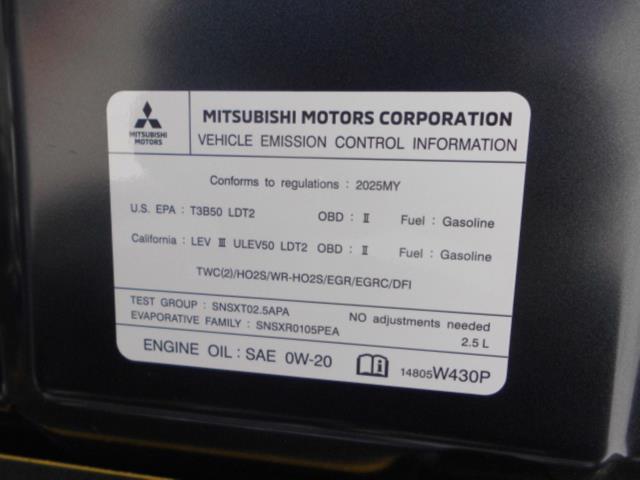 MITSUBISHI MOTORS
MITSUBISHI MOTORS CORPORATION
VEHICLE EMISSION CONTROL INFORMATION
Conforms to regulations : 2025MY
U.S. EPA : T3B50 LDT2 OBD : Ⅱ Fuel : Gasoline
California : LEV Ⅲ ULEV50 LDT2 OBD : Ⅱ Fuel : Gasoline
TWC(2)/HO2S/WR-HO2S/EGR/EGRC/DFI
TEST GROUP : SNSXT02.5APA
EVAPORATIVE FAMILY : SNSXR0105PEA
NO adjustments needed
2.5 L
ENGINE OIL : SAE 0W-20
14805W430P